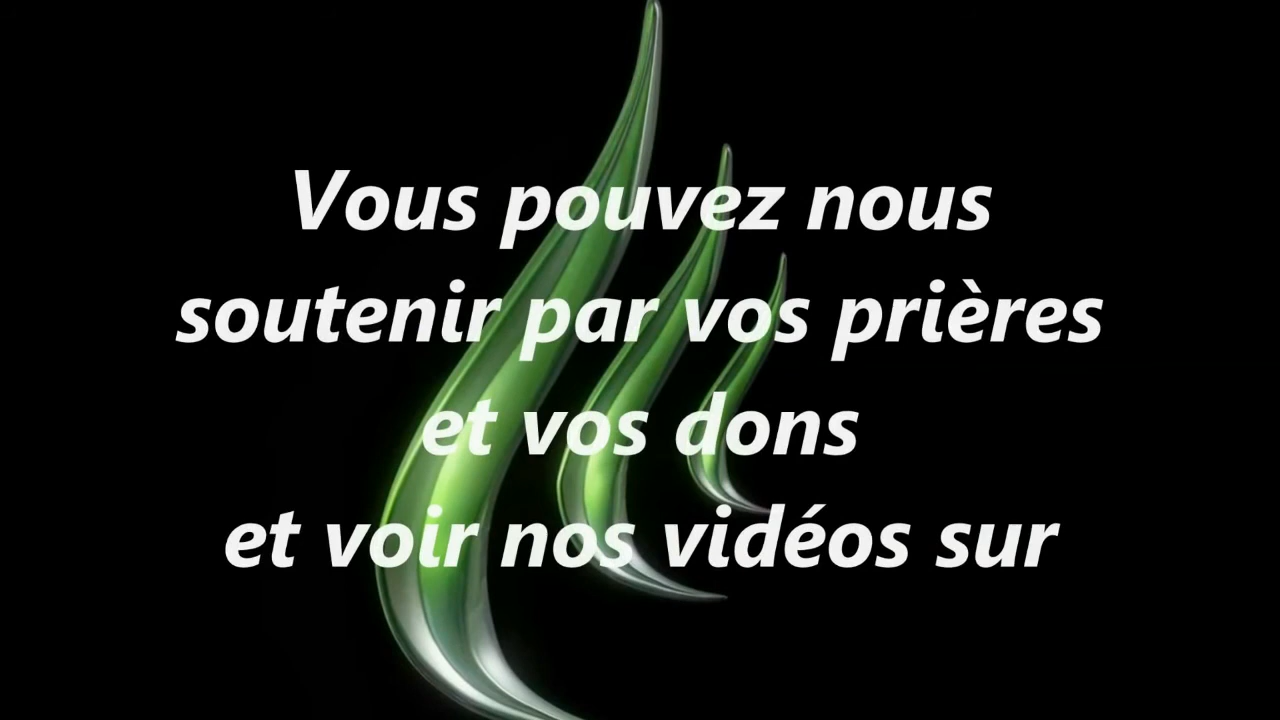 Vous pouvez nous
soutenir par vos prières
et vos dons
et voir nos vidéos sur